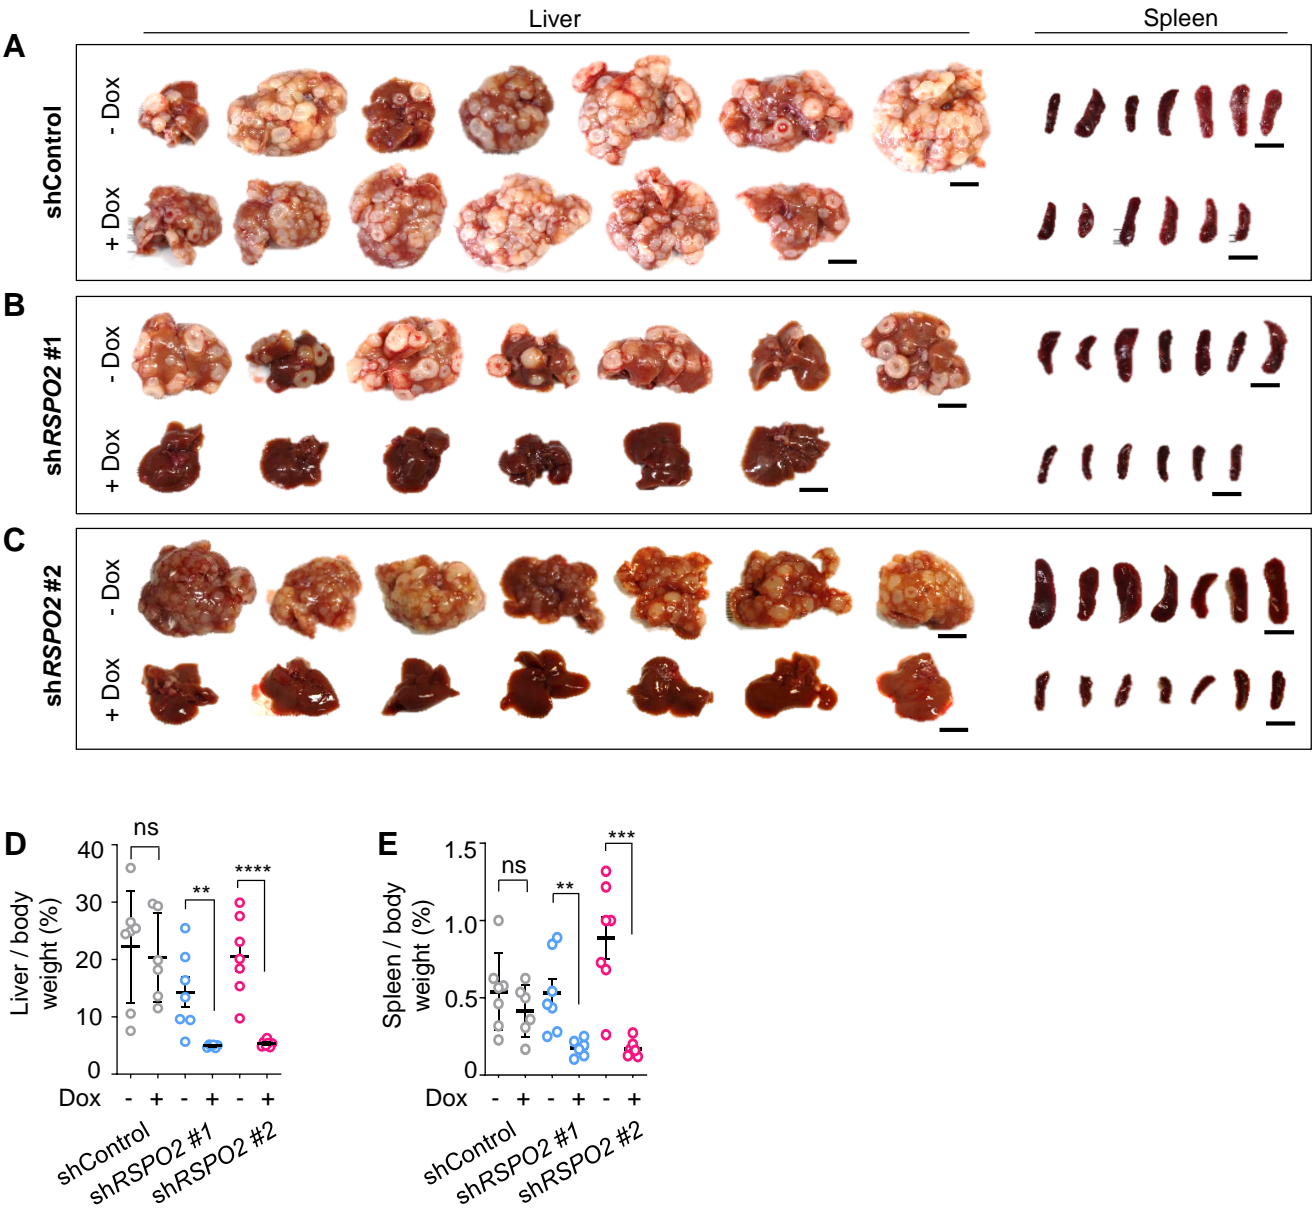 Liver
Spleen
A
shControl
- Dox
+ Dox
B
shRSPO2 #1
- Dox
+ Dox
C
shRSPO2 #2
- Dox
+ Dox
D
Liver / body
weight (%)
40
30
20
10
0
ns
**
****
Dox - + - + - +
shControl
shRSPO2 #1
shRSPO2 #2
E
Spleen / body
weight (%)
1.5
1.0
0.5
0
ns
**
***
Dox - + - + - +
shControl
shRSPO2 #1
shRSPO2 #2